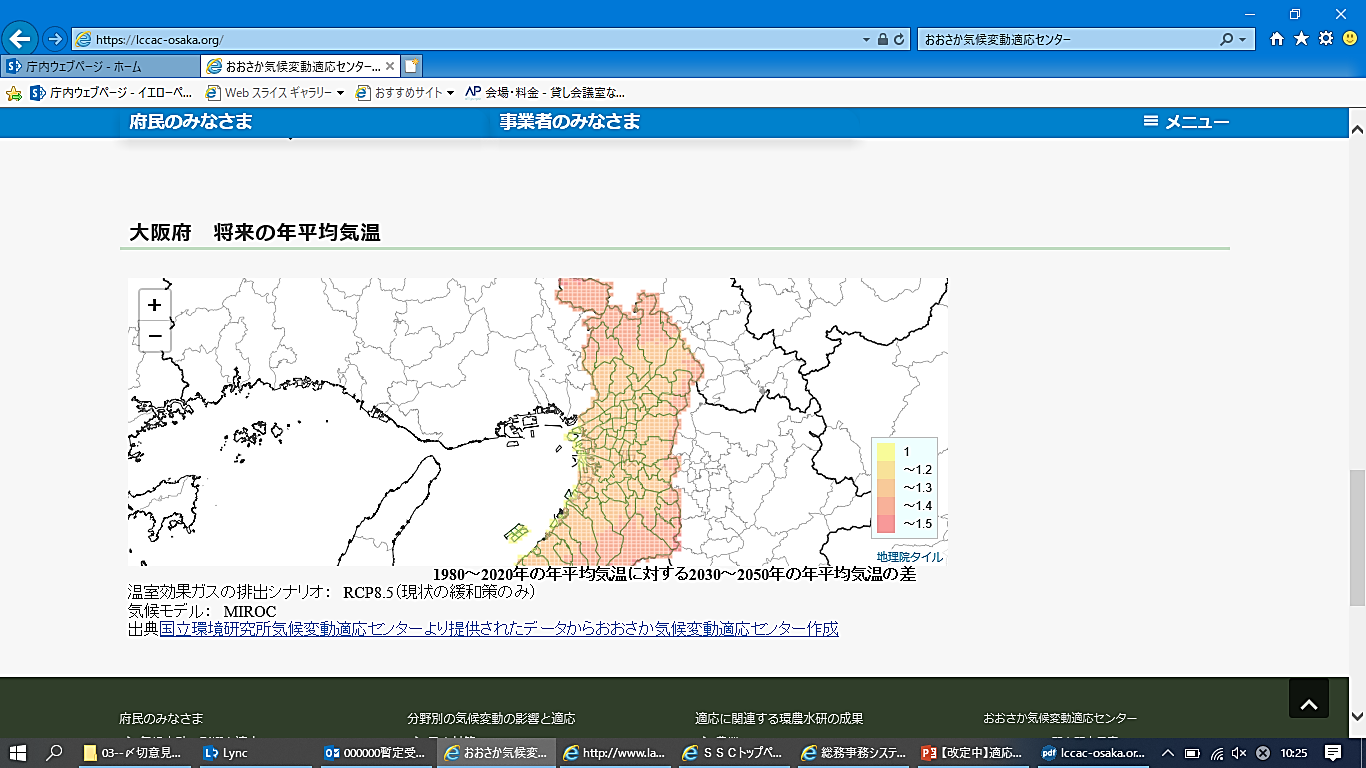 https://lccac-osaka.org/
おおさか気候変動適応センター
庁内ウェブページ - ホーム
おおさか気候変動適応センター...
庁内ウェブページ - イエローペ...
Web スライス ギャラリー
おすすめサイト
会場・料金 - 貸し会議室な...
府民のみなさま
事業者のみなさま
メニュー
大阪府 将来の年平均気温
+
−
1
～1.2
～1.3
～1.4
～1.5
地理院タイル
1980～2020年の年平均気温に対する2030～2050年の年平均気温の差
温室効果ガスの排出シナリオ： RCP8.5（現状の緩和策のみ）
気候モデル： MIROC
出典国立環境研究所気候変動適応センターより提供されたデータからおおさか気候変動適応センター作成
府民のみなさま
分野別の気候変動の影響と適応
適応に関連する環農水研の成果
おおさか気候変動適応センター
03--〆切意見...
Lync
000000暫定受...
おおさか気候変...
http://www.la...
ＳＳＣトップペ...
総務事務システ...
【改定中】適応...
lccac-osaka.or...
10:25